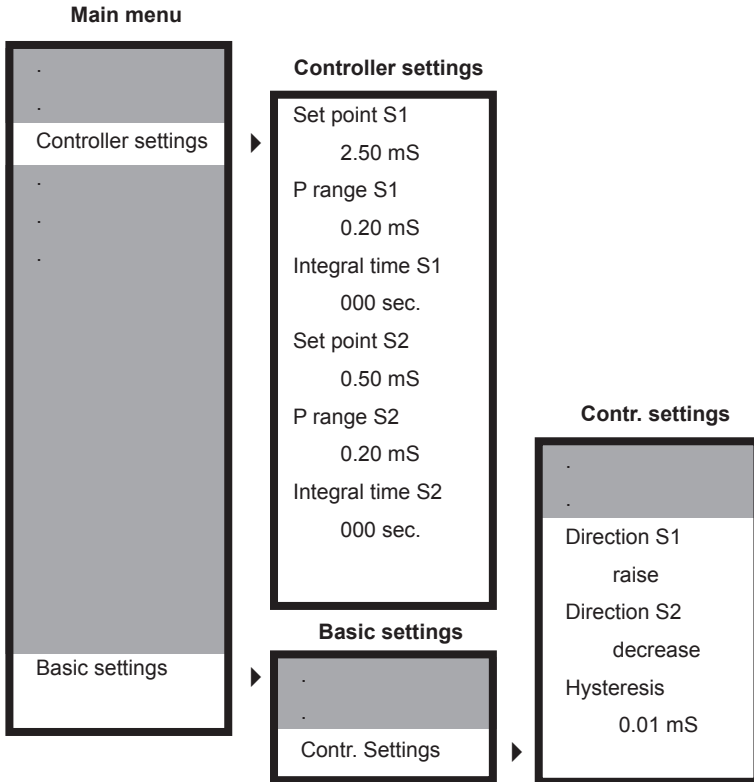 Main menu
.
.
Controller settings
.
.
.
Basic settings
Controller settings
Set point S1
2.50 mS
P range S1
0.20 mS
Integral time S1
000 sec.
Set point S2
0.50 mS
P range S2
0.20 mS
Integral time S2
000 sec.
Basic settings
.
.
Contr. Settings
Contr. settings
.
.
Direction S1
raise
Direction S2
decrease
Hysteresis
0.01 mS